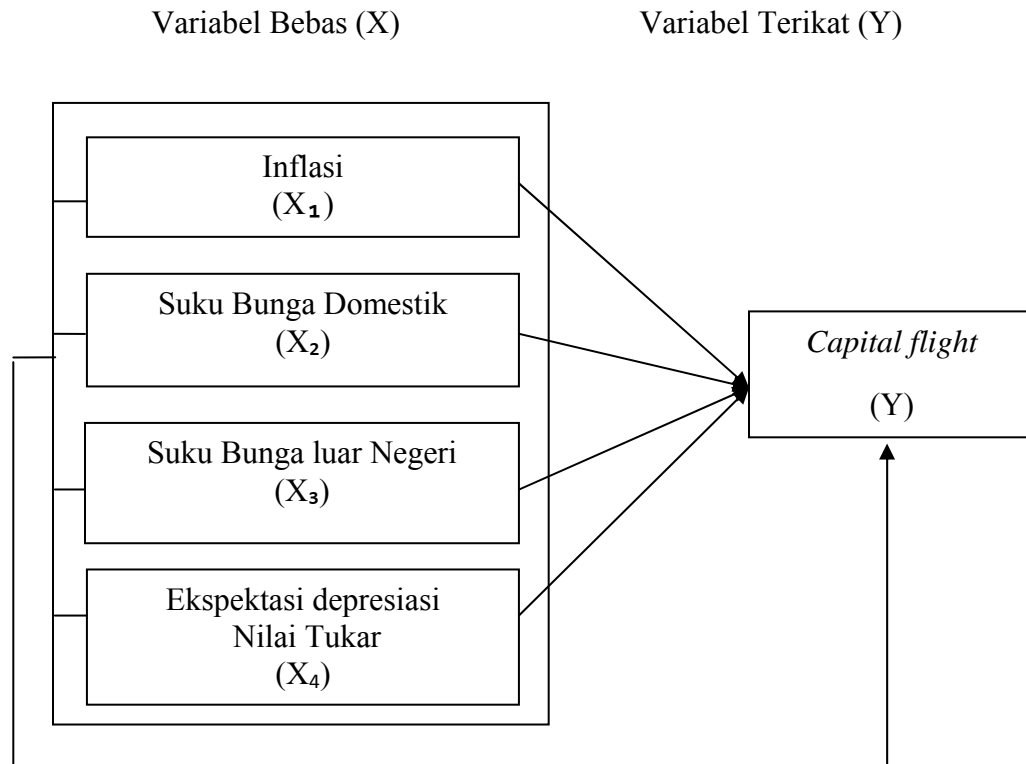 Variabel Bebas (X)
Variabel Terikat (Y)
Inflasi
(X₁)
Suku Bunga Domestik
(X₂)
Suku Bunga luar Negeri
(X₃)
Ekspektasi depresiasi
Nilai Tukar
(X₄)
Capital flight
(Y)